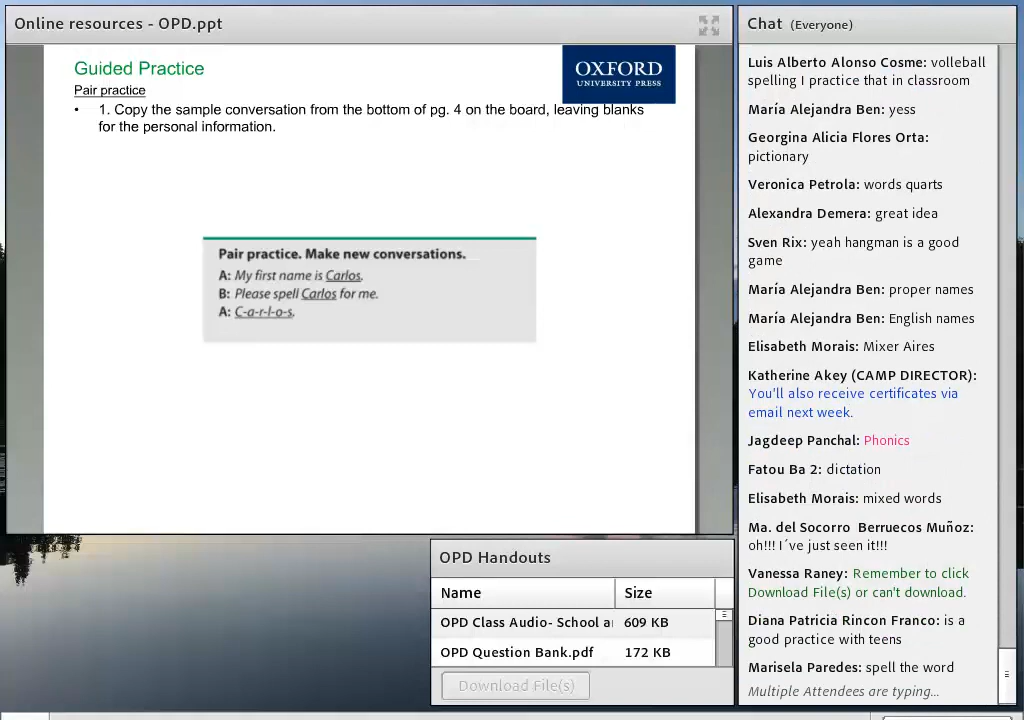 Online resources - OPD.ppt
Guided Practice
Pair practice
OXFORD
UNIVERSITY PRESS
• 1. Copy the sample conversation from the bottom of pg. 4 on the board, leaving blanks
for the personal information.
Pair practice. Make new conversations.
A: My first name is Carlos.
B: Please spell Carlos for me.
A: C-a-r-l-o-s.
OPD Handouts
Name Size
OPD Class Audio- School a 609 KB
OPD Question Bank.pdf 172 KB
Download File(s)
Chat (Everyone)
Luis Alberto Alonso Cosme: volleball
spelling I practice that in classroom
María Alejandra Ben: yess
Georgina Alicia Flores Orta:
pictionary
Veronica Petrola: words quarts
Alexandra Demera: great idea
Sven Rix: yeah hangman is a good
game
María Alejandra Ben: proper names
María Alejandra Ben: English names
Elisabeth Morais: Mixer Aires
Katherine Akey (CAMP DIRECTOR):
You'll also receive certificates via
email next week.
Jagdeep Panchal: Phonics
Fatou Ba 2: dictation
Elisabeth Morais: mixed words
Ma. del Socorro Berruecos Muñoz:
oh!!! I´ve just seen it!!!
Vanessa Raney: Remember to click
Download File(s) or can't download.
Diana Patricia Rincon Franco: is a
good practice with teens
Marisela Paredes: spell the word
Multiple Attendees are typing...